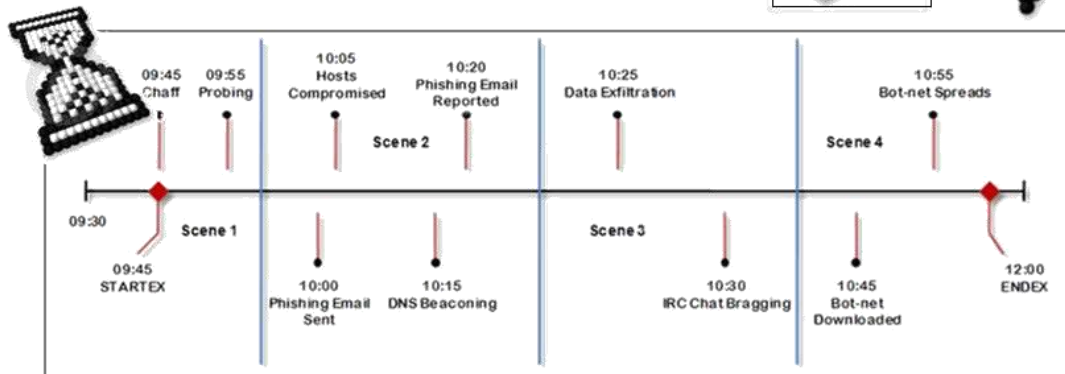 09:45
Chaff
09:55
Probing
10:05
Hosts
Compromised
10:20
Phishing Email
Reported
10:25
Data Exfiltration
10:55
Bot-net Spreads
Scene 2
Scene 4
09:30
Scene 1
Scene 3
09:45
STARTEX
10:00
Phishing Email
Sent
10:15
DNS Beaconing
10:30
IRC Chat Bragging
10:45
Bot-net
Downloaded
12:00
ENDEX